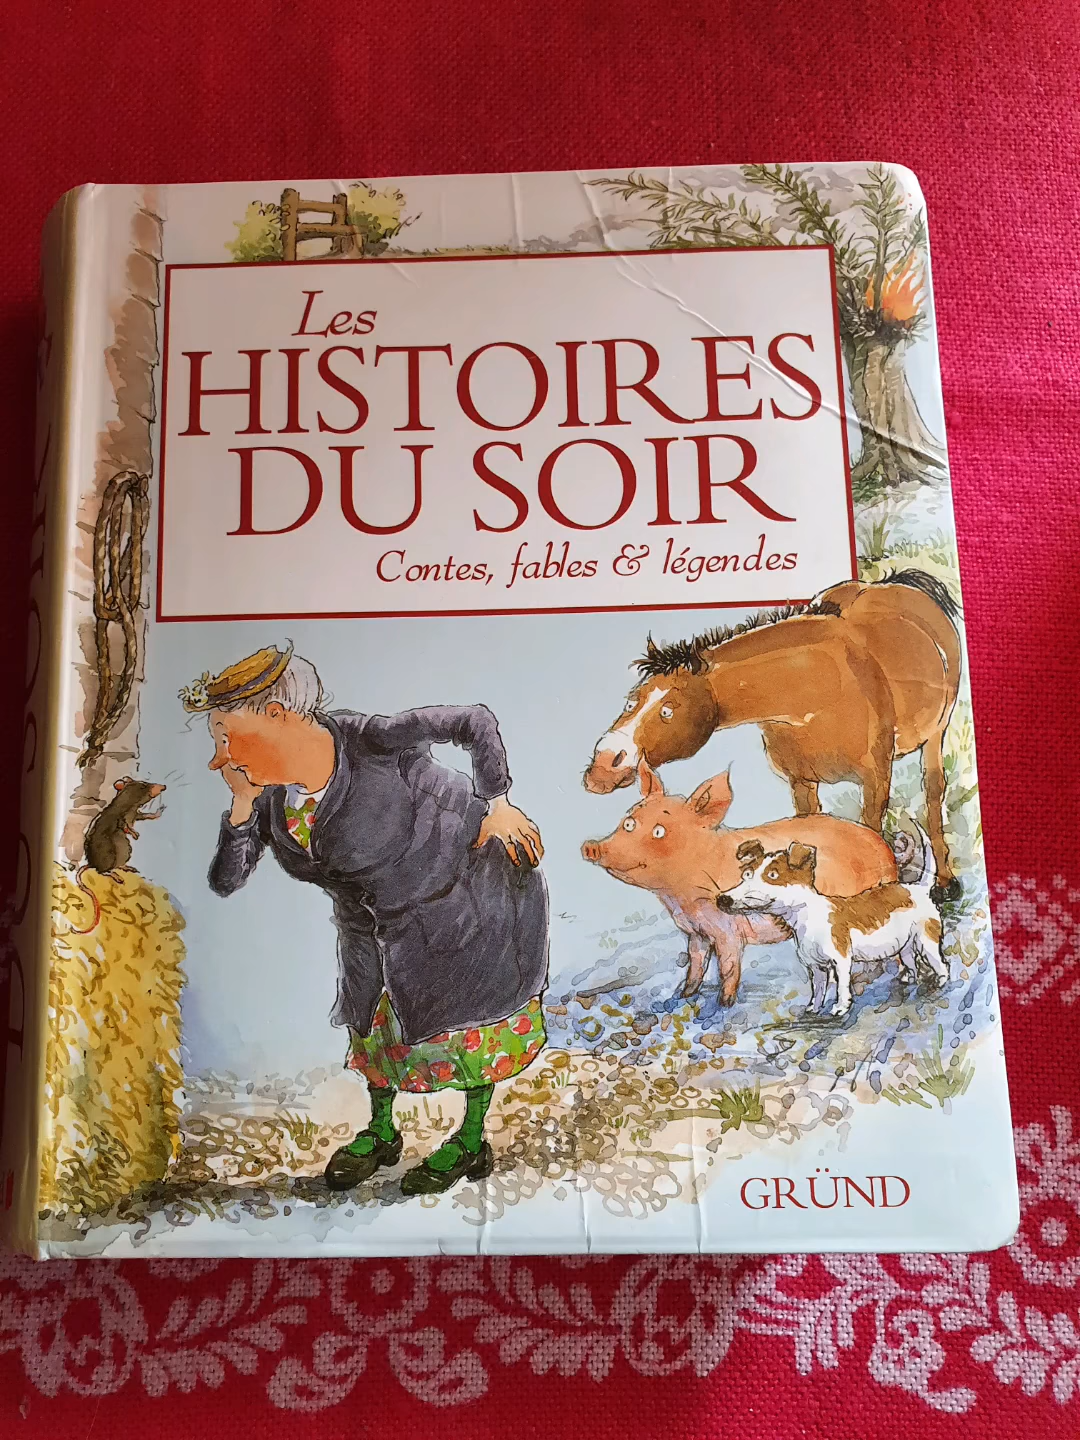 Les
HISTOIRES
DU SOIR
Contes, fables & légendes
GRÜND